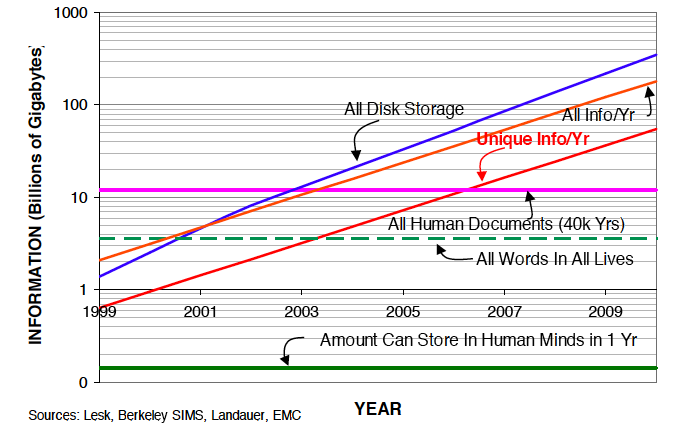 1000
100
10
1
0
INFORMATION (Billions of Gigabytes)
All Disk Storage
All Info/Yr
Unique Info/Yr
All Human Documents (40k Yrs)
All Words In All Lives
1999 2001 2003 2005 2007 2009
Amount Can Store In Human Minds in 1 Yr
YEAR
Sources: Lesk, Berkeley SIMS, Landauer, EMC